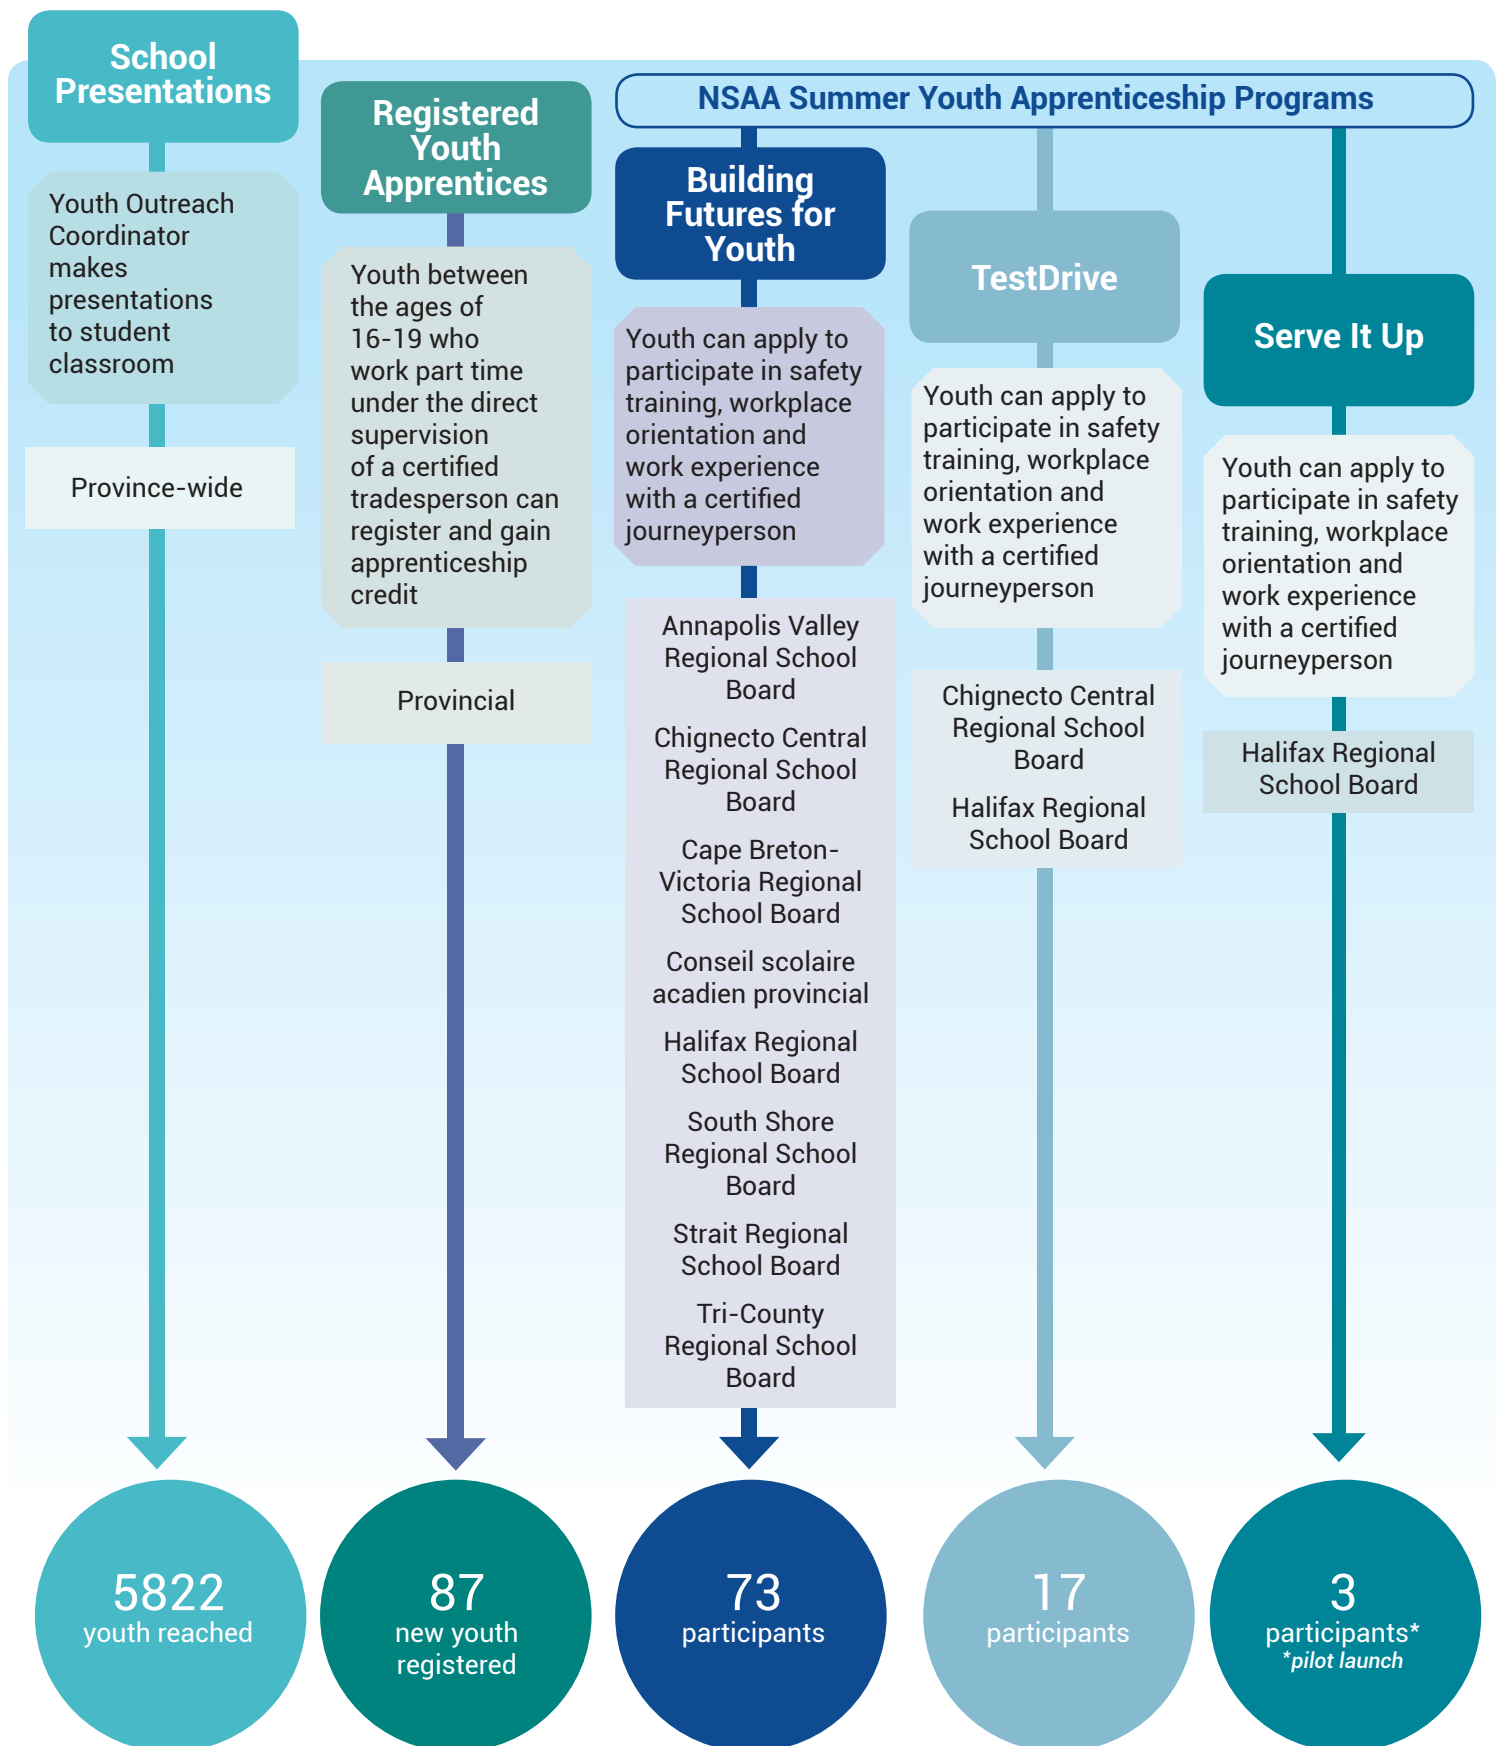 School
Presentations
Youth Outreach
Coordinator
makes
presentations
to student
classroom
Province-wide
5822
youth reached
Registered
Youth
Apprentices
Youth between
the ages of
16-19 who
work part time
under the direct
supervision
of a certified
tradesperson can
register and gain
apprenticeship
credit
Provincial
87
new youth
registered
NSAA Summer Youth Apprenticeship Programs
Building
Futures for
Youth
Youth can apply to
participate in safety
training, workplace
orientation and
work experience
with a certified
journeyperson
Annapolis Valley
Regional School
Board
Chignecto Central
Regional School
Board
Cape Breton-
Victoria Regional
School Board
Conseil scolaire
acadien provincial
Halifax Regional
School Board
South Shore
Regional School
Board
Strait Regional
School Board
Tri-County
Regional School
Board
73
participants
TestDrive
Youth can apply to
participate in safety
training, workplace
orientation and
work experience
with a certified
journeyperson
Chignecto Central
Regional School
Board
Halifax Regional
School Board
17
participants
Serve It Up
Youth can apply to
participate in safety
training, workplace
orientation and
work experience
with a certified
journeyperson
Halifax Regional
School Board
3
participants*
*pilot launch